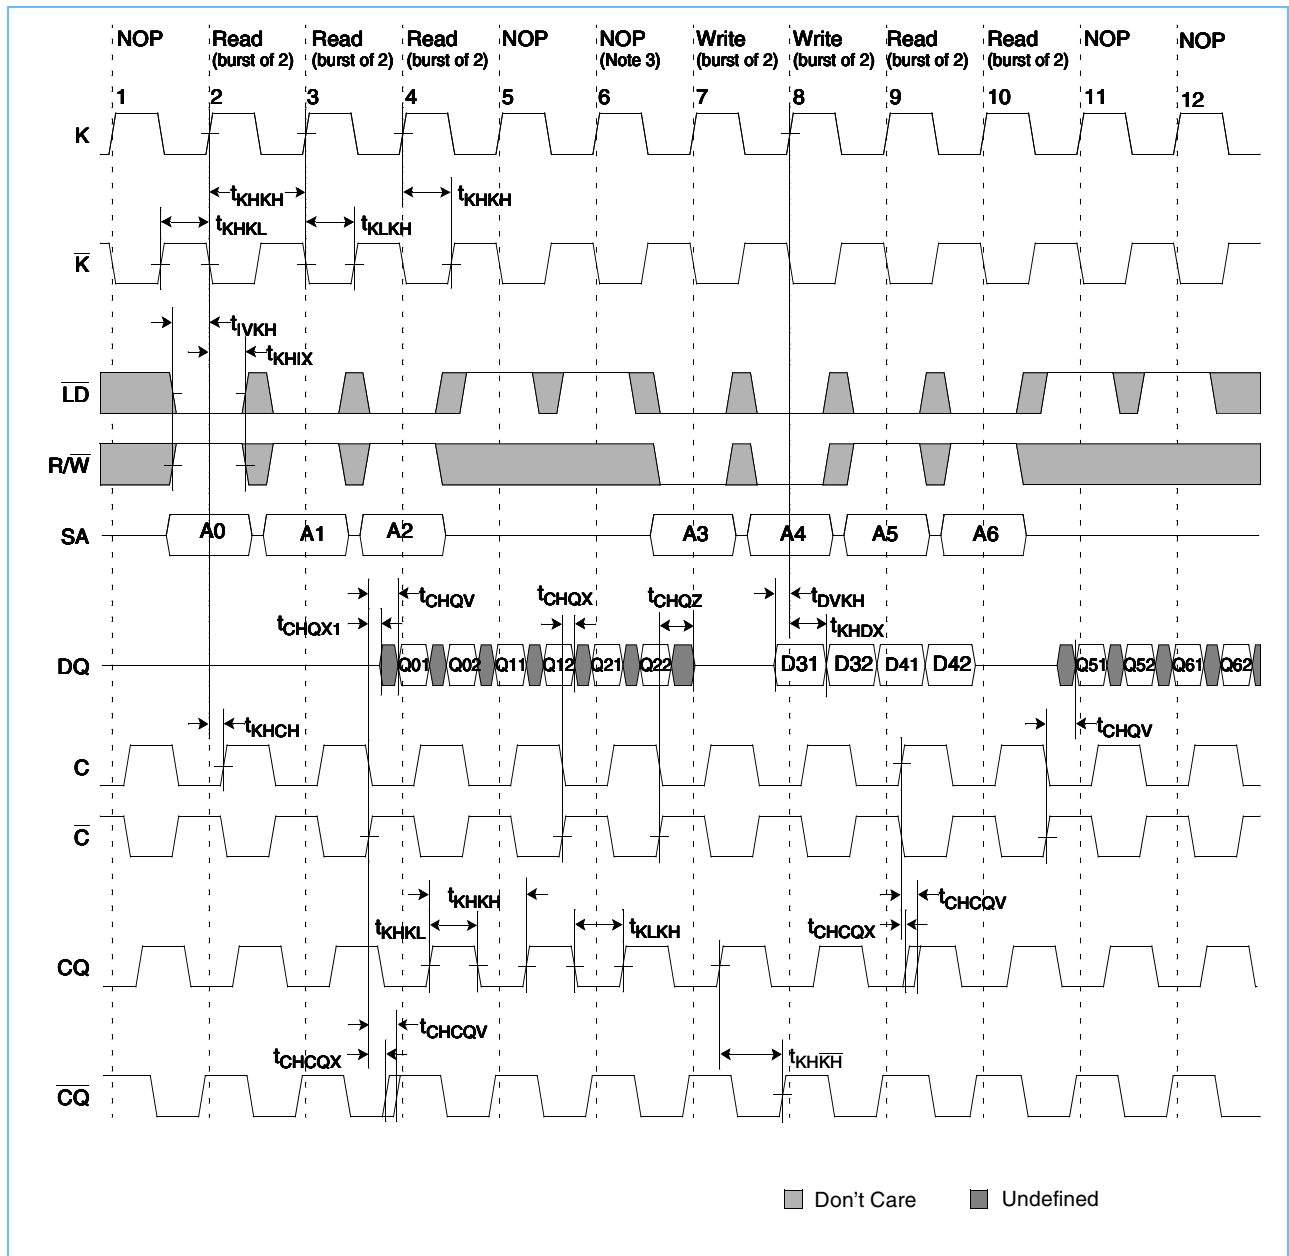 NOP Read Read Read NOP NOP Write Write Read Read NOP NOP
(burst of 2) (burst of 2) (burst of 2) (Note 3) (burst of 2) (burst of 2) (burst of 2) (burst of 2)
1 2 3 4 5 6 7 8 9 10 11 12
K
tKHKH tKHKH
tKHKL tKLKH
K̅
tIVKH
tKHIX
L̅D̅
R/W̅
SA A0 A1 A2 A3 A4 A5 A6
tCHQV tCHQX tCHQZ tDVKH
tCHQX1 tKHDX
DQ Q01 Q02 Q11 Q12 Q21 Q22 D31 D32 D41 D42 Q51 Q52 Q61 Q62
tKHCH tCHQV
C
C̅
tKHKH tCHCQV
tKHKL tKLKH tCHCQX
CQ
tCHCQV
tCHCQX tKHK̅H̅
C̅Q̅
Don't Care Undefined